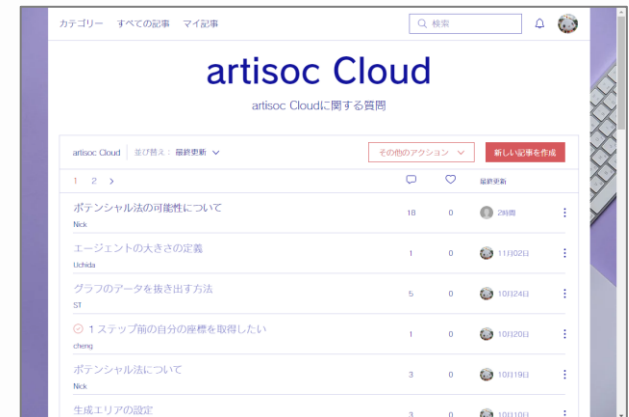 カテゴリー すべての記事 マイ記事 検索
artisoc Cloud
artisoc Cloudに関する質問
artisoc Cloud 並び替え： 最終更新 その他のアクション 新しい記事を作成
1 2 > 最終更新
ポテンシャル法の可能性について 18 0 2時間
Nick
エージェントの大きさの定義 1 0 11月02日
Uchida
グラフのデータを抜き出す方法 5 0 10月24日
ST
1 ステップ前の自分の座標を取得したい 1 0 10月20日
cheng
ポテンシャル法について 3 0 10月19日
Nick
生成エリアの設定 3 0 10月10日